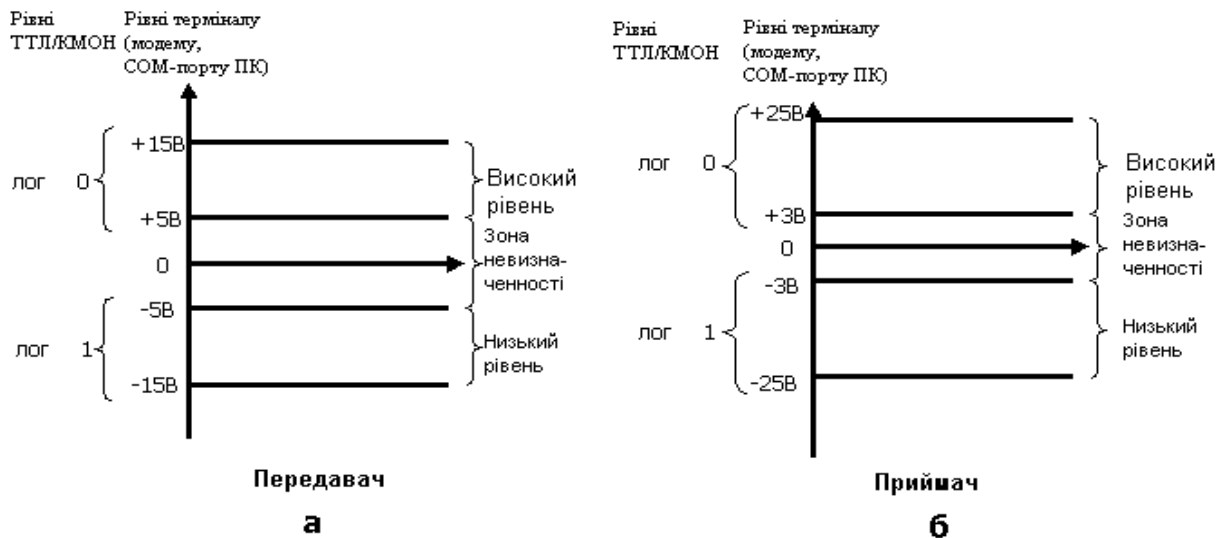 Рівні
ТТЛ/КМОН
Рівні терміналу
(модему,
COM-порту ПК)
+15В
лог 0
Високий
рівень
+5В
Зона
невизна-
ченності
0
-5В
лог 1
Низький
рівень
-15В
Передавач
а
Рівні
ТТЛ/КМОН
Рівні терміналу
(модему,
COM-порту ПК)
+25В
лог 0
Високий
рівень
+3В
Зона
невизна-
ченності
0
-3В
лог 1
Низький
рівень
-25В
Приймач
б